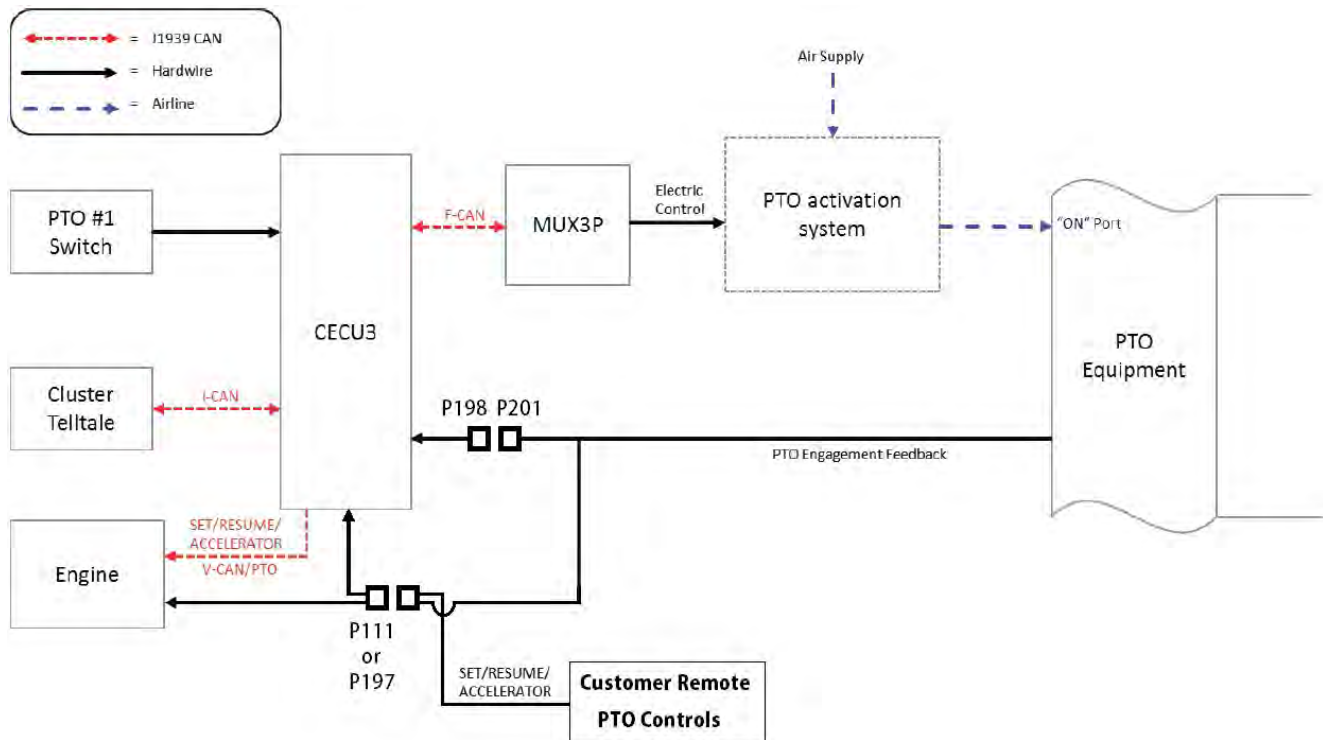 = J1939 CAN
= Hardwire
= Airline
Air Supply
PTO #1
Switch
F-CAN
MUX3P
Electric
Control
PTO activation
system
"ON" Port
CECU3
PTO
Equipment
Cluster
Telltale
I-CAN
P198 P201
PTO Engagement Feedback
SET/RESUME/
ACCELERATOR
V-CAN/PTO
Engine
P111
or
P197
SET/RESUME/
ACCELERATOR
Customer Remote
PTO Controls